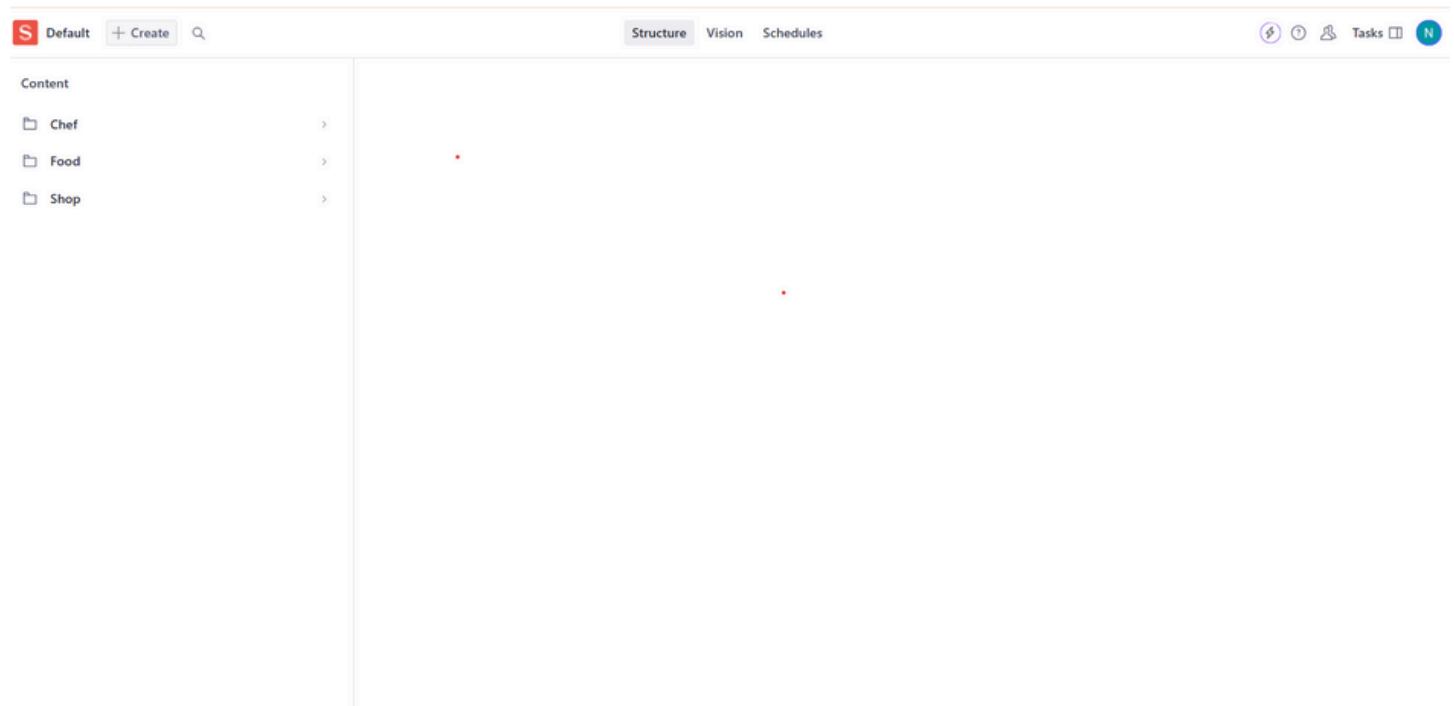 S Default + Create Structure Vision Schedules Tasks N
Content
Chef
Food
Shop